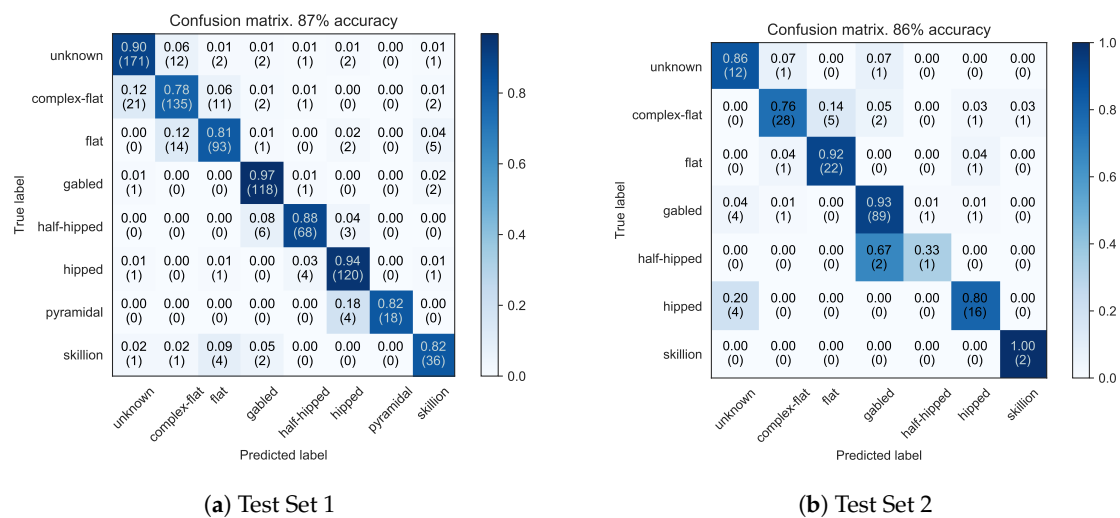 Confusion matrix. 87% accuracy
True label
unknown 0.90 0.06 0.01 0.01 0.01 0.01 0.00 0.01
(171) (12) (2) (2) (1) (2) (0) (1)
complex-flat 0.12 0.78 0.06 0.01 0.01 0.00 0.00 0.01
(21) (135) (11) (2) (1) (0) (0) (2)
flat 0.00 0.12 0.81 0.01 0.00 0.02 0.00 0.04
(0) (14) (93) (1) (0) (2) (0) (5)
gabled 0.01 0.00 0.00 0.97 0.01 0.00 0.00 0.02
(1) (0) (0) (118) (1) (0) (0) (2)
half-hipped 0.00 0.00 0.00 0.08 0.88 0.04 0.00 0.00
(0) (0) (0) (6) (68) (3) (0) (0)
hipped 0.01 0.00 0.01 0.00 0.03 0.94 0.00 0.01
(1) (0) (1) (0) (4) (120) (0) (1)
pyramidal 0.00 0.00 0.00 0.00 0.00 0.18 0.82 0.00
(0) (0) (0) (0) (0) (4) (18) (0)
skillion 0.02 0.02 0.09 0.05 0.00 0.00 0.00 0.82
(1) (1) (4) (2) (0) (0) (0) (36)
unknown complex-flat flat gabled half-hipped hipped pyramidal skillion
Predicted label
0.8
0.6
0.4
0.2
0.0
(a) Test Set 1
Confusion matrix. 86% accuracy
True label
unknown 0.86 0.07 0.00 0.07 0.00 0.00 0.00
(12) (1) (0) (1) (0) (0) (0)
complex-flat 0.00 0.76 0.14 0.05 0.00 0.03 0.03
(0) (28) (5) (2) (0) (1) (1)
flat 0.00 0.04 0.92 0.00 0.00 0.04 0.00
(0) (1) (22) (0) (0) (1) (0)
gabled 0.04 0.01 0.00 0.93 0.01 0.01 0.00
(4) (1) (0) (89) (1) (1) (0)
half-hipped 0.00 0.00 0.00 0.67 0.33 0.00 0.00
(0) (0) (0) (2) (1) (0) (0)
hipped 0.20 0.00 0.00 0.00 0.00 0.80 0.00
(4) (0) (0) (0) (0) (16) (0)
skillion 0.00 0.00 0.00 0.00 0.00 0.00 1.00
(0) (0) (0) (0) (0) (0) (2)
unknown complex-flat flat gabled half-hipped hipped skillion
Predicted label
1.0
0.8
0.6
0.4
0.2
0.0
(b) Test Set 2